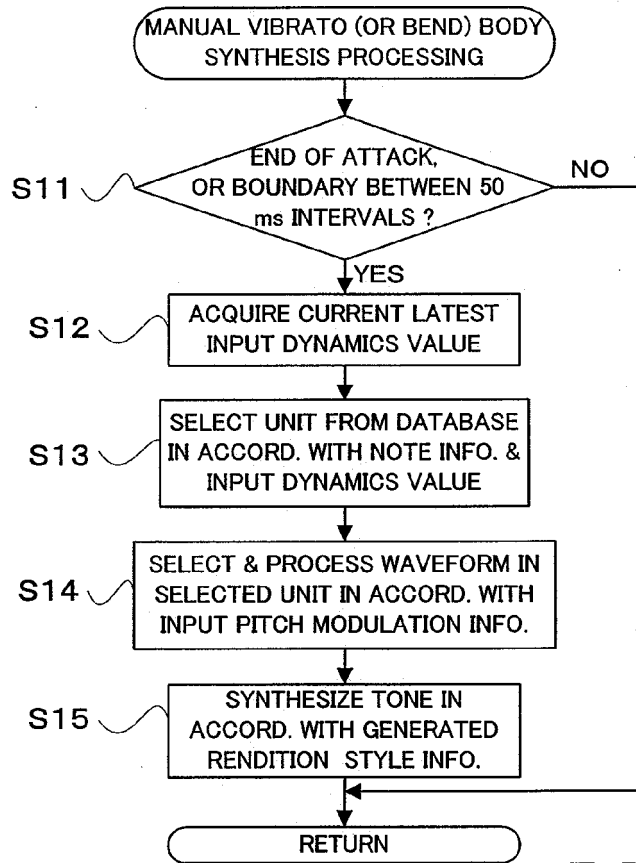 MANUAL VIBRATO (OR BEND) BODY
SYNTHESIS PROCESSING
END OF ATTACK,
OR BOUNDARY BETWEEN 50
ms INTERVALS ?
NO
S11
YES
ACQUIRE CURRENT LATEST
INPUT DYNAMICS VALUE
S12
SELECT UNIT FROM DATABASE
IN ACCORD. WITH NOTE INFO. &
INPUT DYNAMICS VALUE
S13
SELECT & PROCESS WAVEFORM IN
SELECTED UNIT IN ACCORD. WITH
INPUT PITCH MODULATION INFO.
S14
SYNTHESIZE TONE IN
ACCORD. WITH GENERATED
RENDITION STYLE INFO.
S15
RETURN